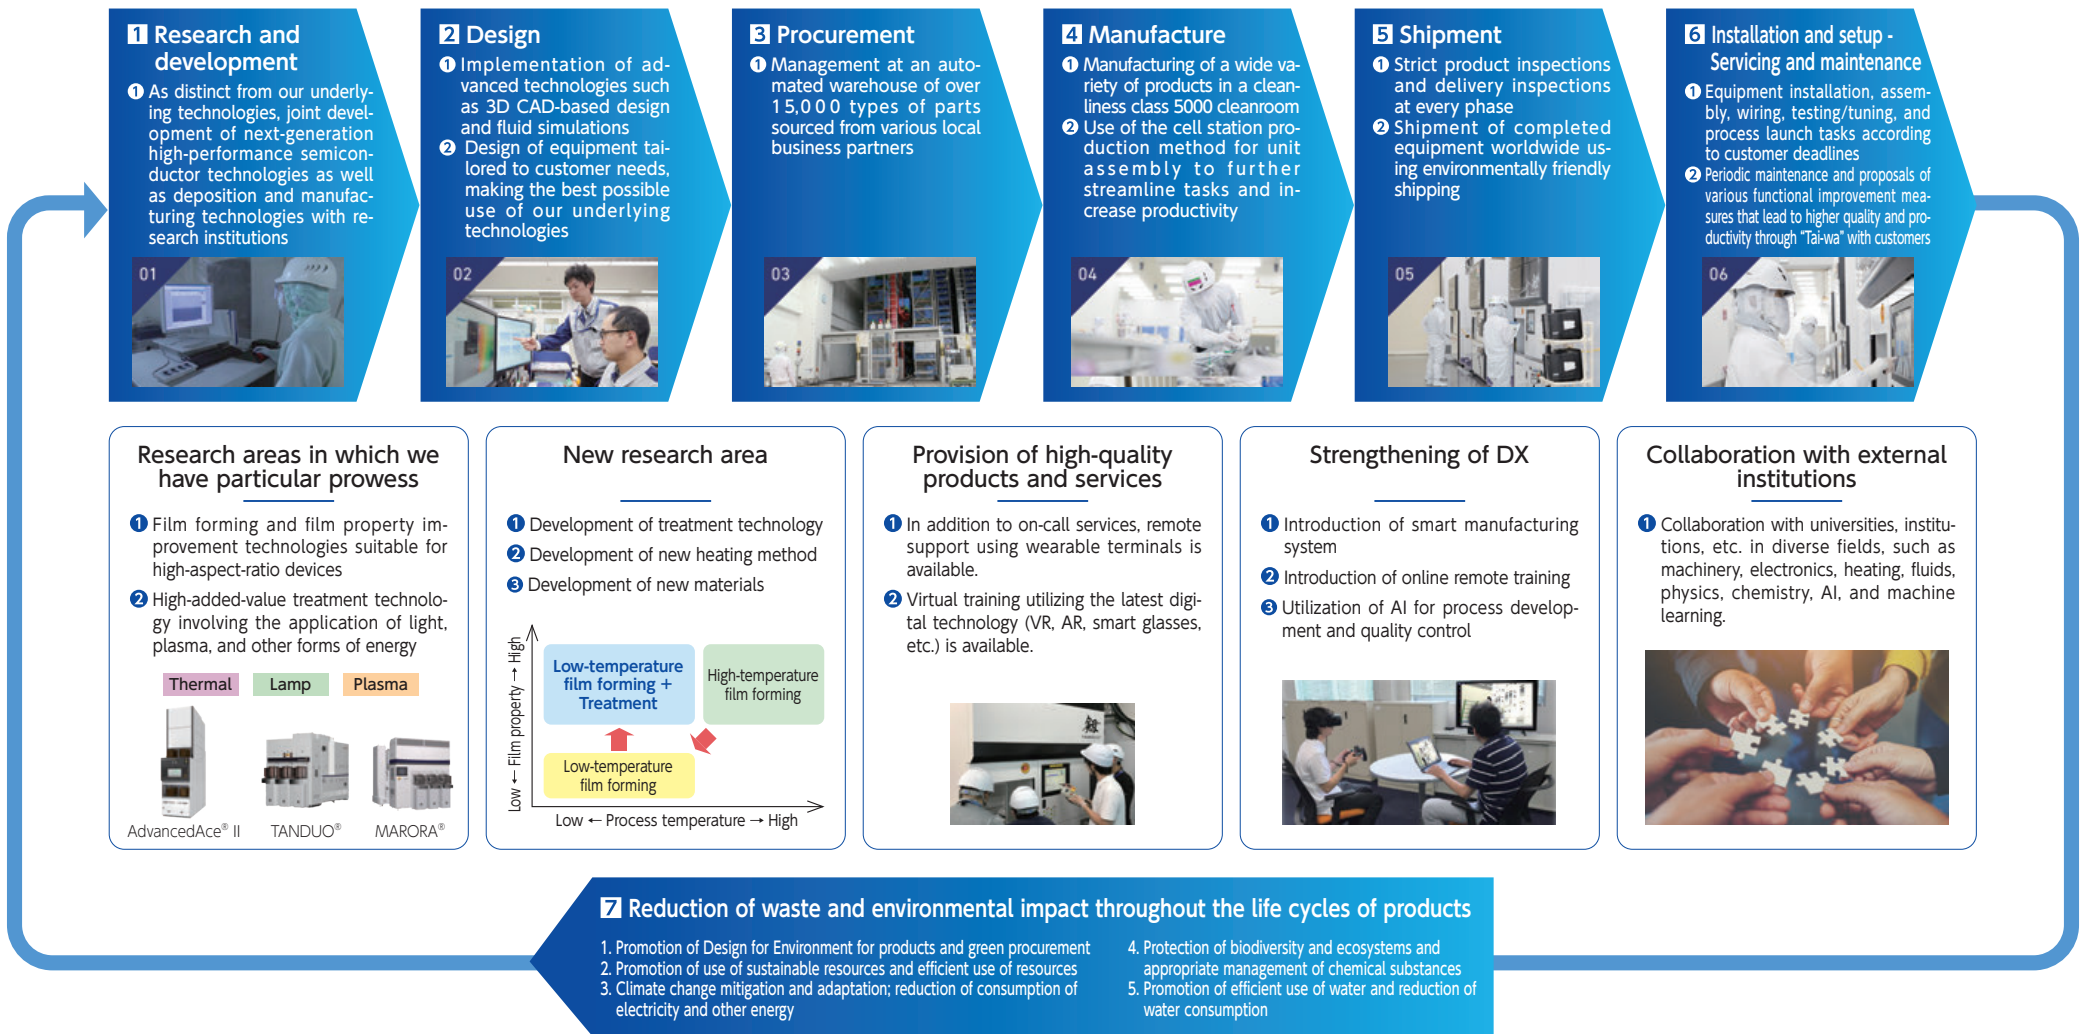 1 Research and
development
1 As distinct from our underly-
ing technologies, joint devel-
opment of next-generation
high-performance semicon-
ductor technologies as well
as deposition and manufac-
turing technologies with re-
search institutions
01
2 Design
1 Implementation of ad-
vanced technologies such
as 3D CAD-based design
and fluid simulations
2 Design of equipment tai-
lored to customer needs,
making the best possible
use of our underlying
technologies
02
3 Procurement
1 Management at an auto-
mated warehouse of over
15,000 types of parts
sourced from various local
business partners
03
4 Manufacture
1 Manufacturing of a wide va-
riety of products in a clean-
liness class 5000 cleanroom
2 Use of the cell station pro-
duction method for unit
assembly to further
streamline tasks and in-
crease productivity
04
5 Shipment
1 Strict product inspections
and delivery inspections
at every phase
2 Shipment of completed
equipment worldwide us-
ing environmentally friendly
shipping
05
6 Installation and setup -
Servicing and maintenance
1 Equipment installation, assem-
bly, wiring, testing/tuning, and
process launch tasks according
to customer deadlines
2 Periodic maintenance and proposals of
various functional improvement mea-
sures that lead to higher quality and pro-
ductivity through “Tai-wa” with customers
06
Research areas in which we
have particular prowess
1 Film forming and film property im-
provement technologies suitable for
high-aspect-ratio devices
2 High-added-value treatment technolo-
gy involving the application of light,
plasma, and other forms of energy
Thermal Lamp Plasma
AdvancedAce® II TANDUO® MARORA®
New research area
1 Development of treatment technology
2 Development of new heating method
3 Development of new materials
Low ← Film property → High
Low-temperature
film forming +
Treatment
High-temperature
film forming
Low-temperature
film forming
Low ← Process temperature → High
Provision of high-quality
products and services
1 In addition to on-call services, remote
support using wearable terminals is
available.
2 Virtual training utilizing the latest digi-
tal technology (VR, AR, smart glasses,
etc.) is available.
Strengthening of DX
1 Introduction of smart manufacturing
system
2 Introduction of online remote training
3 Utilization of AI for process develop-
ment and quality control
Collaboration with external
institutions
1 Collaboration with universities, institu-
tions, etc. in diverse fields, such as
machinery, electronics, heating, fluids,
physics, chemistry, AI, and machine
learning.
7 Reduction of waste and environmental impact throughout the life cycles of products
1. Promotion of Design for Environment for products and green procurement
2. Promotion of use of sustainable resources and efficient use of resources
3. Climate change mitigation and adaptation; reduction of consumption of
electricity and other energy
4. Protection of biodiversity and ecosystems and
appropriate management of chemical substances
5. Promotion of efficient use of water and reduction of
water consumption